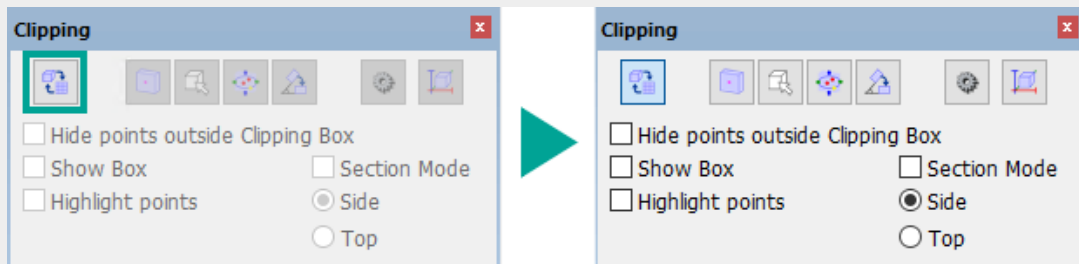 Clipping
x
Hide points outside Clipping Box
Show Box
Section Mode
Highlight points
Side
Top
Clipping
x
Hide points outside Clipping Box
Show Box
Section Mode
Highlight points
Side
Top